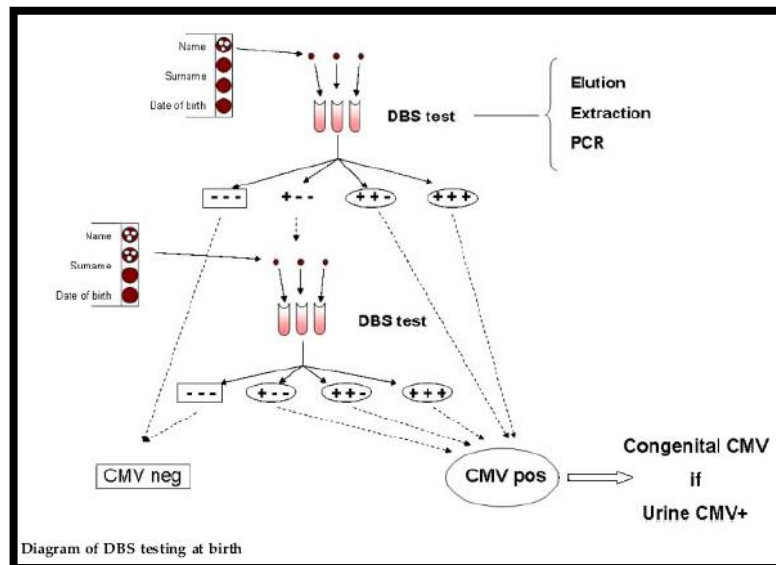 Name
Surname
Date of birth
DBS test
Elution
Extraction
PCR
- - - + - - + + - + + +
Name
Surname
Date of birth
DBS test
- - - + - - + + - + + +
CMV neg
CMV pos
Congenital CMV
if
Urine CMV+
Diagram of DBS testing at birth